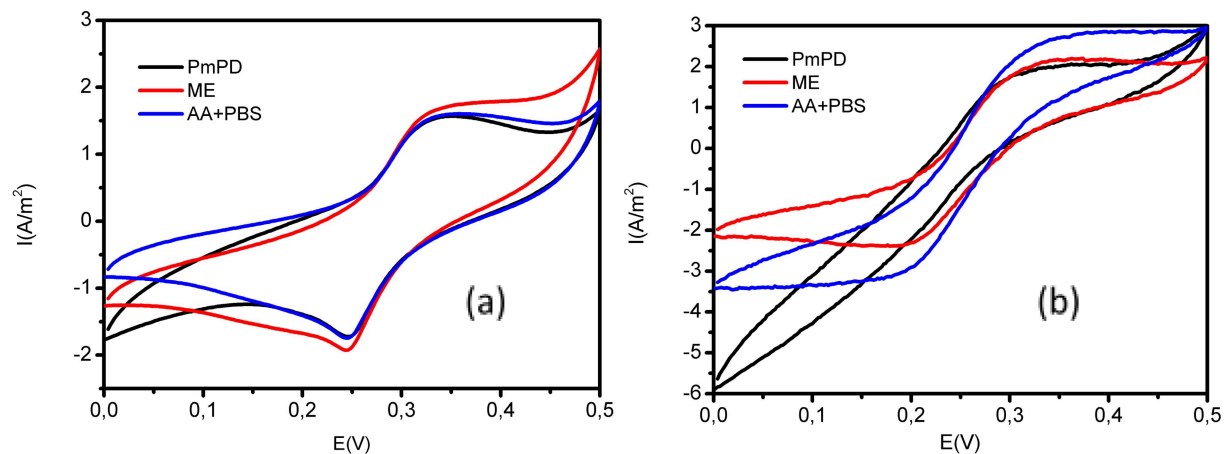 3
2
1
0
-1
-2
I(A/m²)
PmPD
ME
AA+PBS
(a)
0,0 0,1 0,2 0,3 0,4 0,5
E(V)
3
2
1
0
-1
-2
-3
-4
-5
-6
I(A/m²)
PmPD
ME
AA+PBS
(b)
0,0 0,1 0,2 0,3 0,4 0,5
E(V)